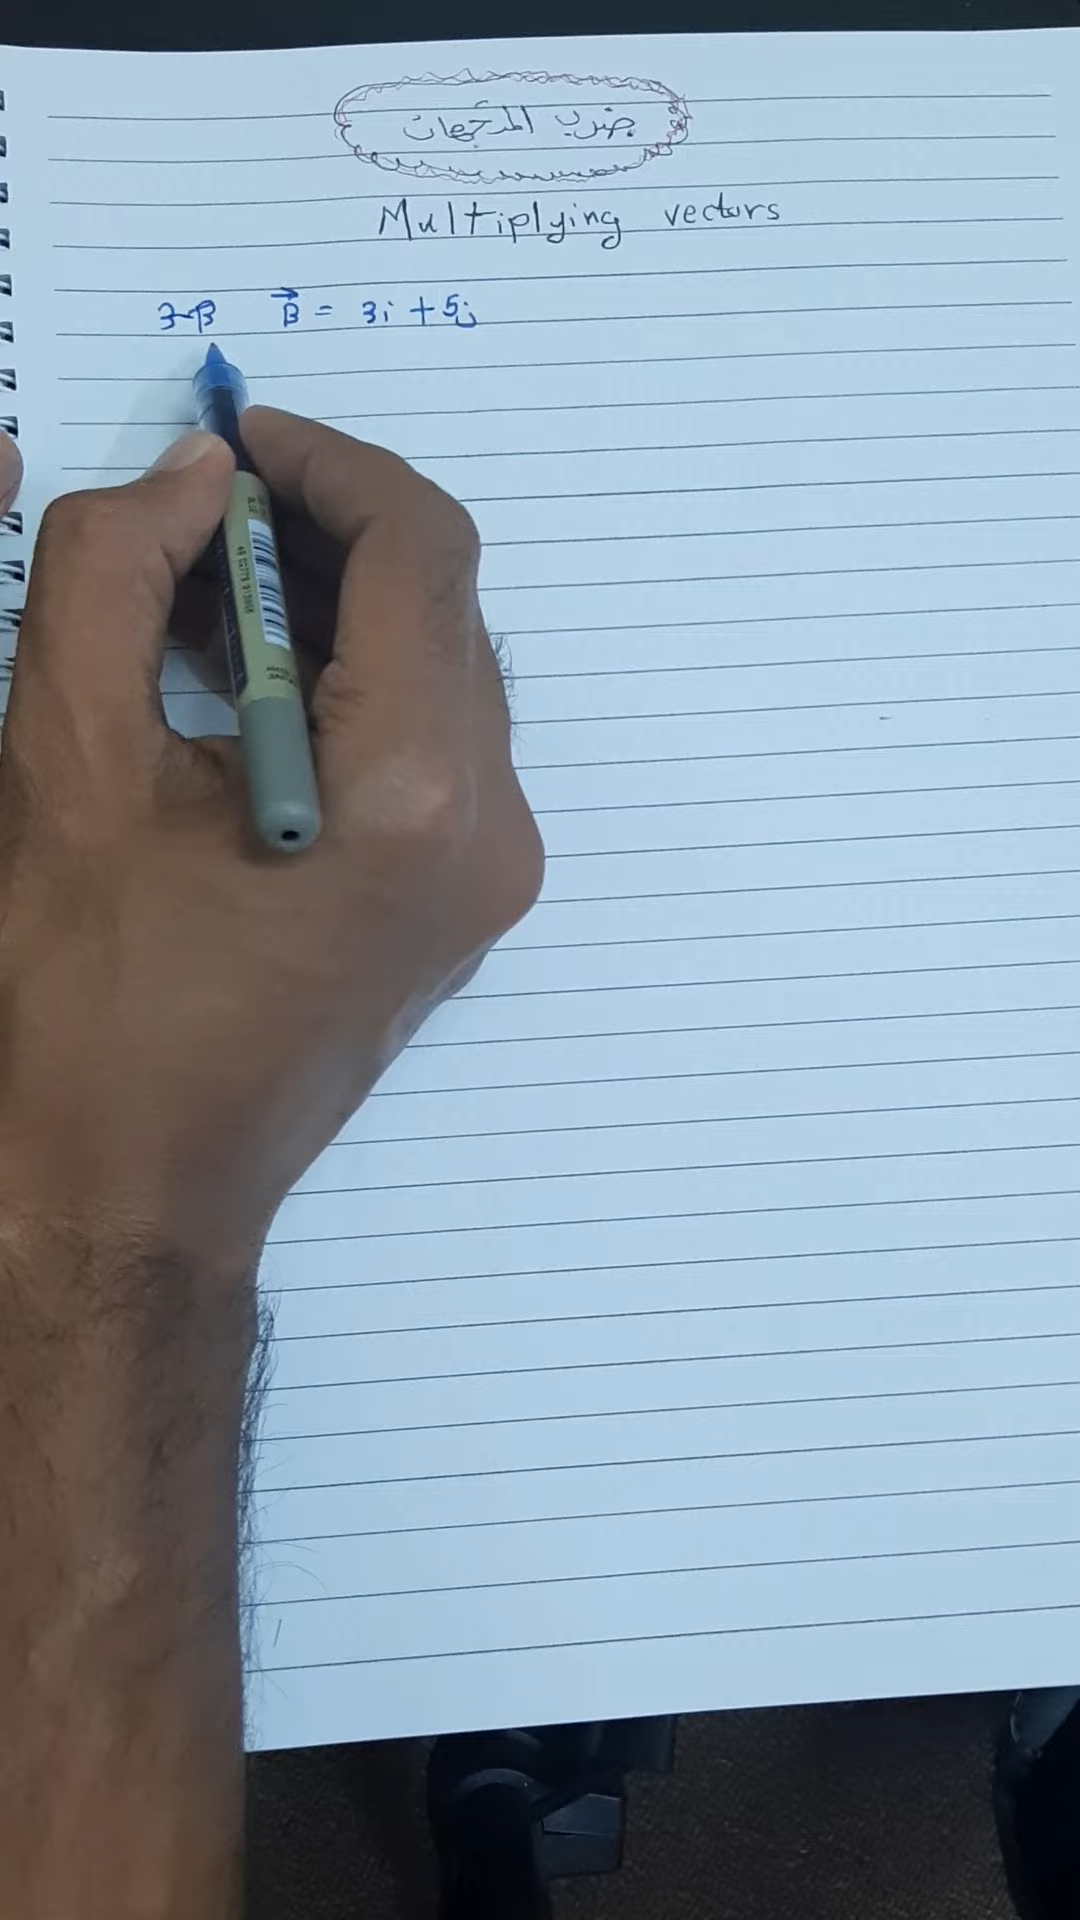 ضرب المتجهات
Multiplying vectors
3B B⃗ = 3i + 5j